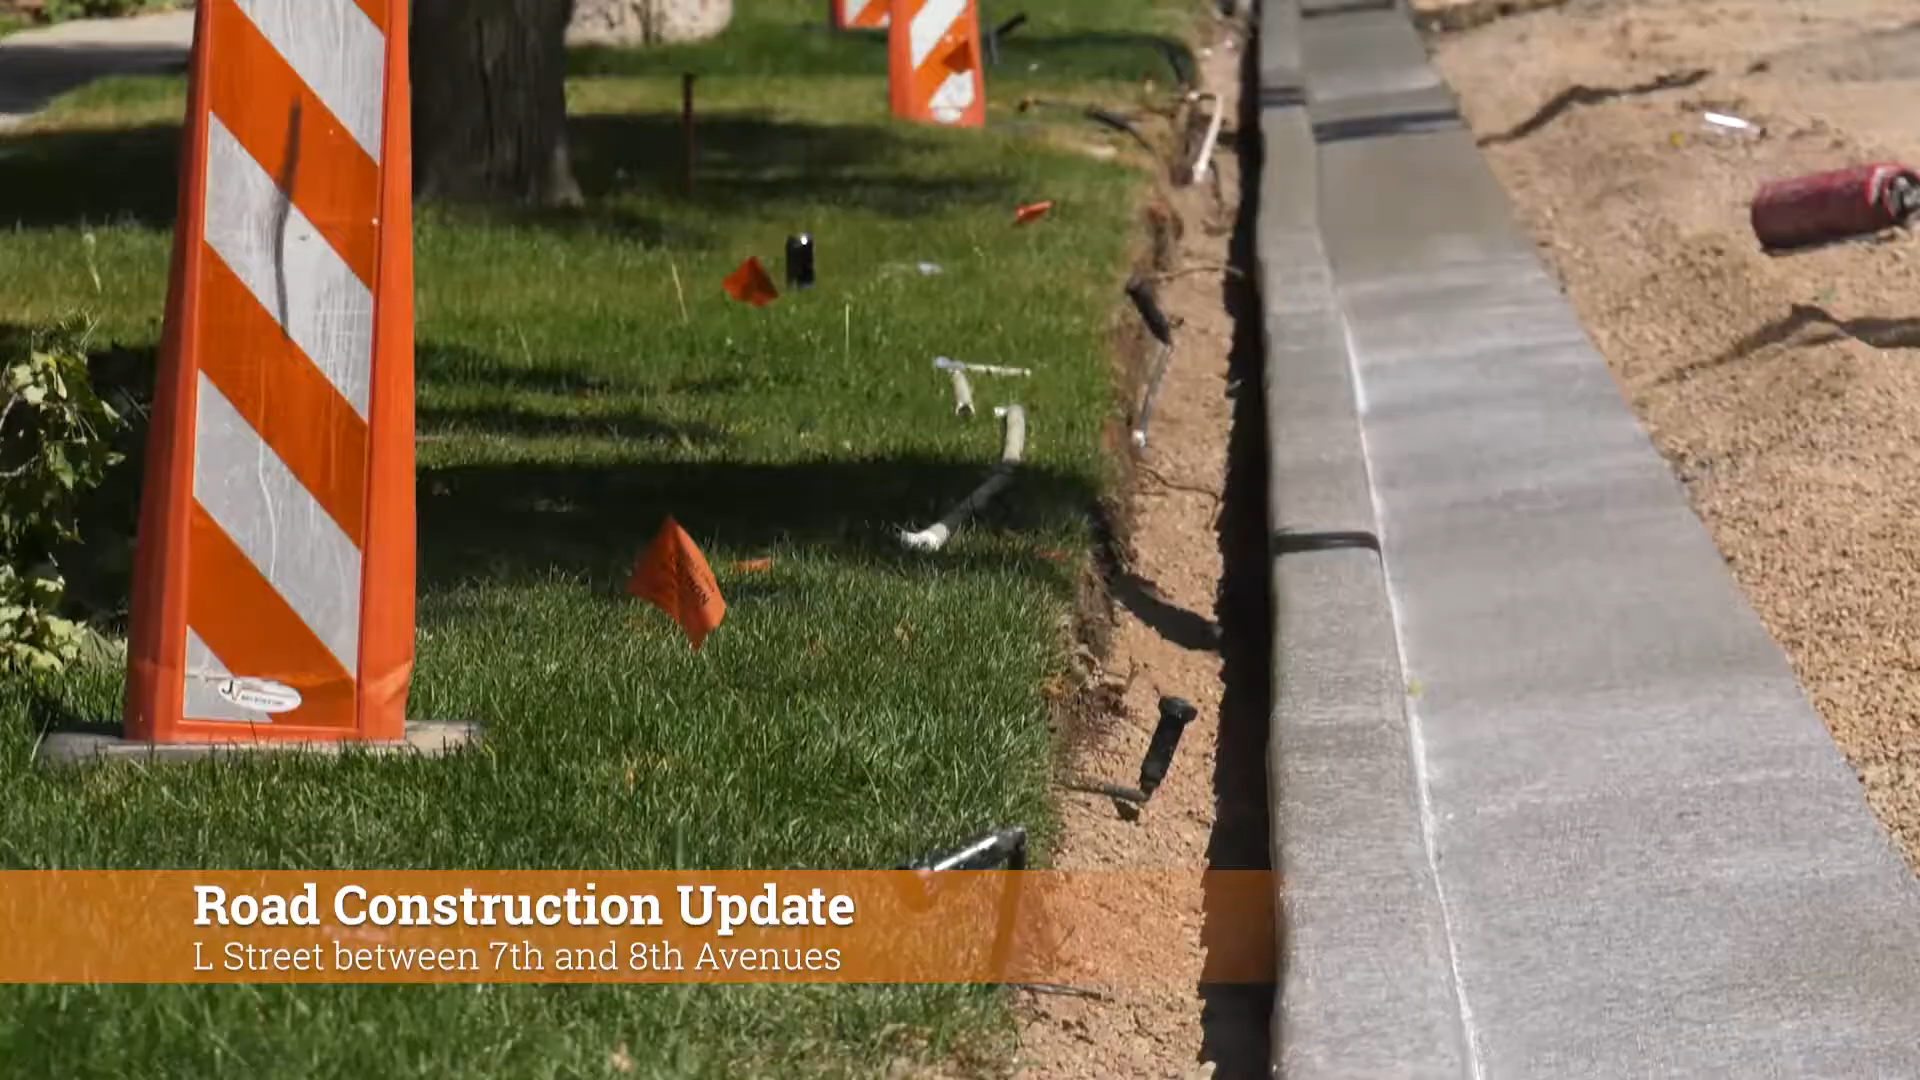 Road Construction Update
L Street between 7th and 8th Avenues